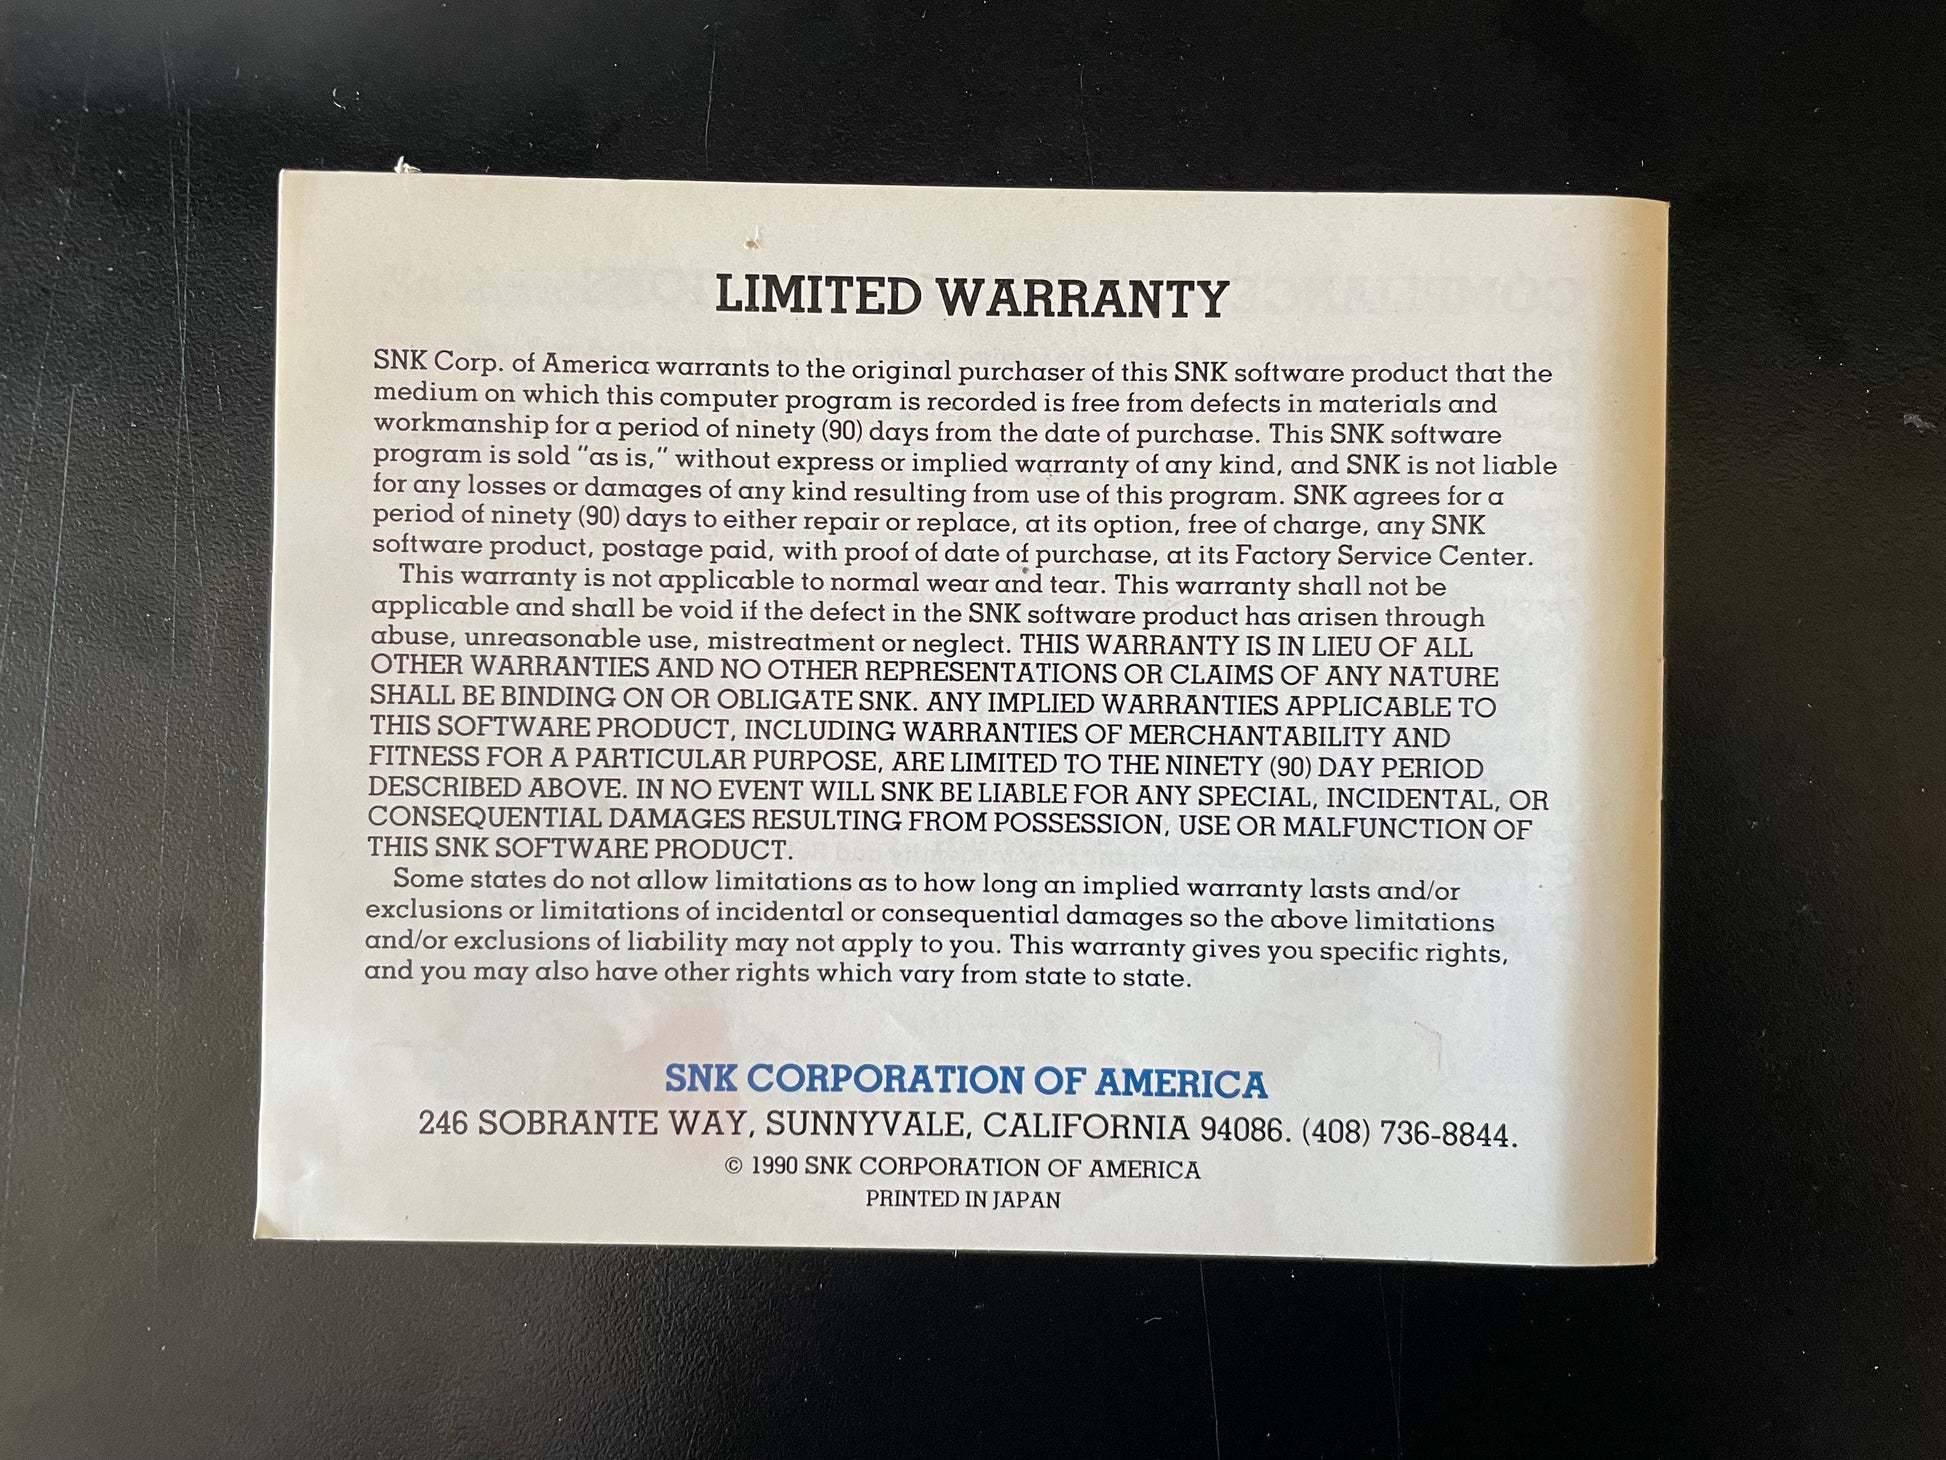 LIMITED WARRANTY
SNK Corp. of America warrants to the original purchaser of this SNK software product that the
medium on which this computer program is recorded is free from defects in materials and
workmanship for a period of ninety (90) days from the date of purchase. This SNK software
program is sold "as is," without express or implied warranty of any kind, and SNK is not liable
for any losses or damages of any kind resulting from use of this program. SNK agrees for a
period of ninety (90) days to either repair or replace, at its option, free of charge, any SNK
software product, postage paid, with proof of date of purchase, at its Factory Service Center.
This warranty is not applicable to normal wear and tear. This warranty shall not be
applicable and shall be void if the defect in the SNK software product has arisen through
abuse, unreasonable use, mistreatment or neglect. THIS WARRANTY IS IN LIEU OF ALL
OTHER WARRANTIES AND NO OTHER REPRESENTATIONS OR CLAIMS OF ANY NATURE
SHALL BE BINDING ON OR OBLIGATE SNK. ANY IMPLIED WARRANTIES APPLICABLE TO
THIS SOFTWARE PRODUCT, INCLUDING WARRANTIES OF MERCHANTABILITY AND
FITNESS FOR A PARTICULAR PURPOSE, ARE LIMITED TO THE NINETY (90) DAY PERIOD
DESCRIBED ABOVE. IN NO EVENT WILL SNK BE LIABLE FOR ANY SPECIAL, INCIDENTAL, OR
CONSEQUENTIAL DAMAGES RESULTING FROM POSSESSION, USE OR MALFUNCTION OF
THIS SNK SOFTWARE PRODUCT.
Some states do not allow limitations as to how long an implied warranty lasts and/or
exclusions or limitations of incidental or consequential damages so the above limitations
and/or exclusions of liability may not apply to you. This warranty gives you specific rights,
and you may also have other rights which vary from state to state.
SNK CORPORATION OF AMERICA
246 SOBRANTE WAY, SUNNYVALE, CALIFORNIA 94086. (408) 736-8844.
© 1990 SNK CORPORATION OF AMERICA
PRINTED IN JAPAN